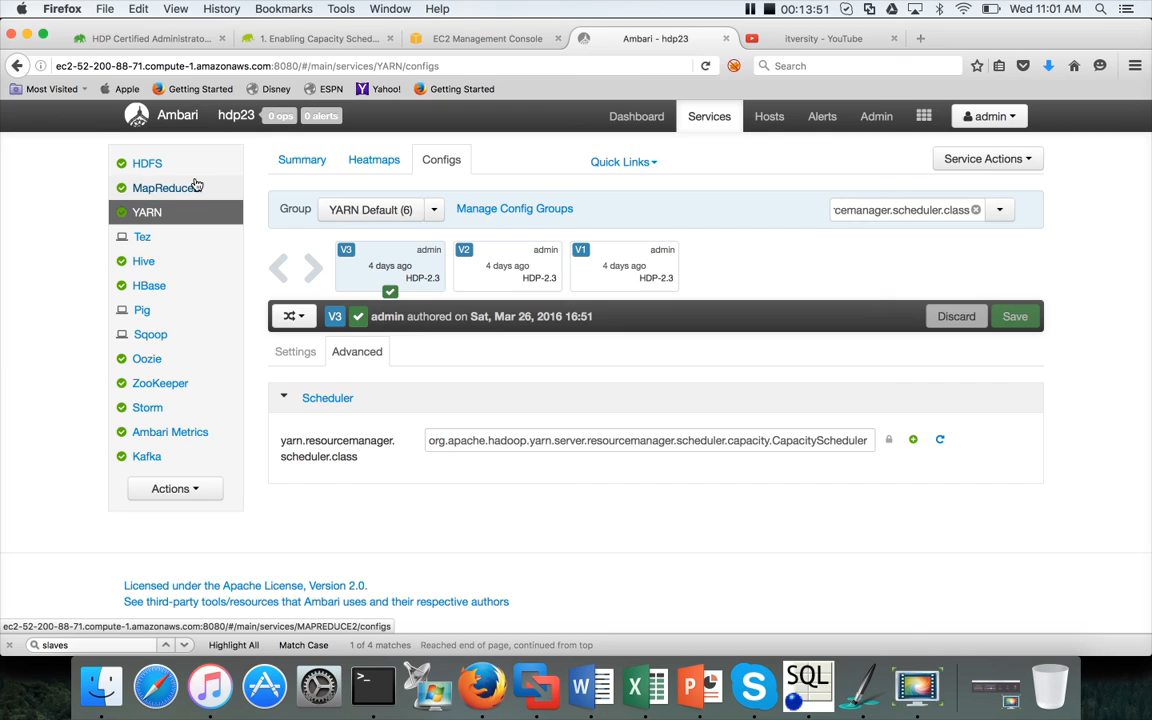 Firefox File Edit View History Bookmarks Tools Window Help 00:13:51 Wed 11:01 AM
HDP Certified Administrato... × 1. Enabling Capacity Sched... × EC2 Management Console × Ambari - hdp23 × itversity - YouTube × +
ec2-52-200-88-71.compute-1.amazonaws.com:8080/#/main/services/YARN/configs Search
Most Visited Apple Getting Started Disney ESPN Yahoo! Getting Started
Ambari hdp23 0 ops 0 alerts Dashboard Services Hosts Alerts Admin admin
HDFS
MapReduce2
YARN
Tez
Hive
HBase
Pig
Sqoop
Oozie
ZooKeeper
Storm
Ambari Metrics
Kafka
Actions
Summary Heatmaps Configs Quick Links Service Actions
Group YARN Default (6) Manage Config Groups cemanager.scheduler.class
V3 admin V2 admin V1 admin
4 days ago 4 days ago 4 days ago
HDP-2.3 HDP-2.3 HDP-2.3
V3 admin authored on Sat, Mar 26, 2016 16:51 Discard Save
Settings Advanced
Scheduler
yarn.resourcemanager. org.apache.hadoop.yarn.server.resourcemanager.scheduler.capacity.CapacityScheduler
scheduler.class
Licensed under the Apache License, Version 2.0.
See third-party tools/resources that Ambari uses and their respective authors
ec2-52-200-88-71.compute-1.amazonaws.com:8080/#/main/services/MAPREDUCE2/configs
× slaves Highlight All Match Case 1 of 4 matches Reached end of page, continued from top
SQL